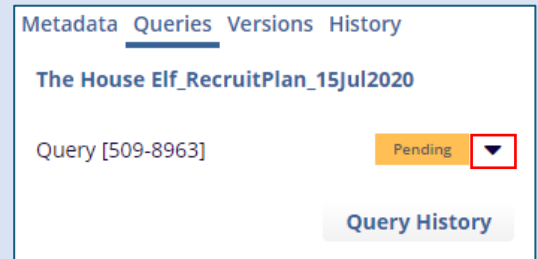 Metadata Queries Versions History
The House Elf_RecruitPlan_15Jul2020
Query [509-8963] Pending
Query History